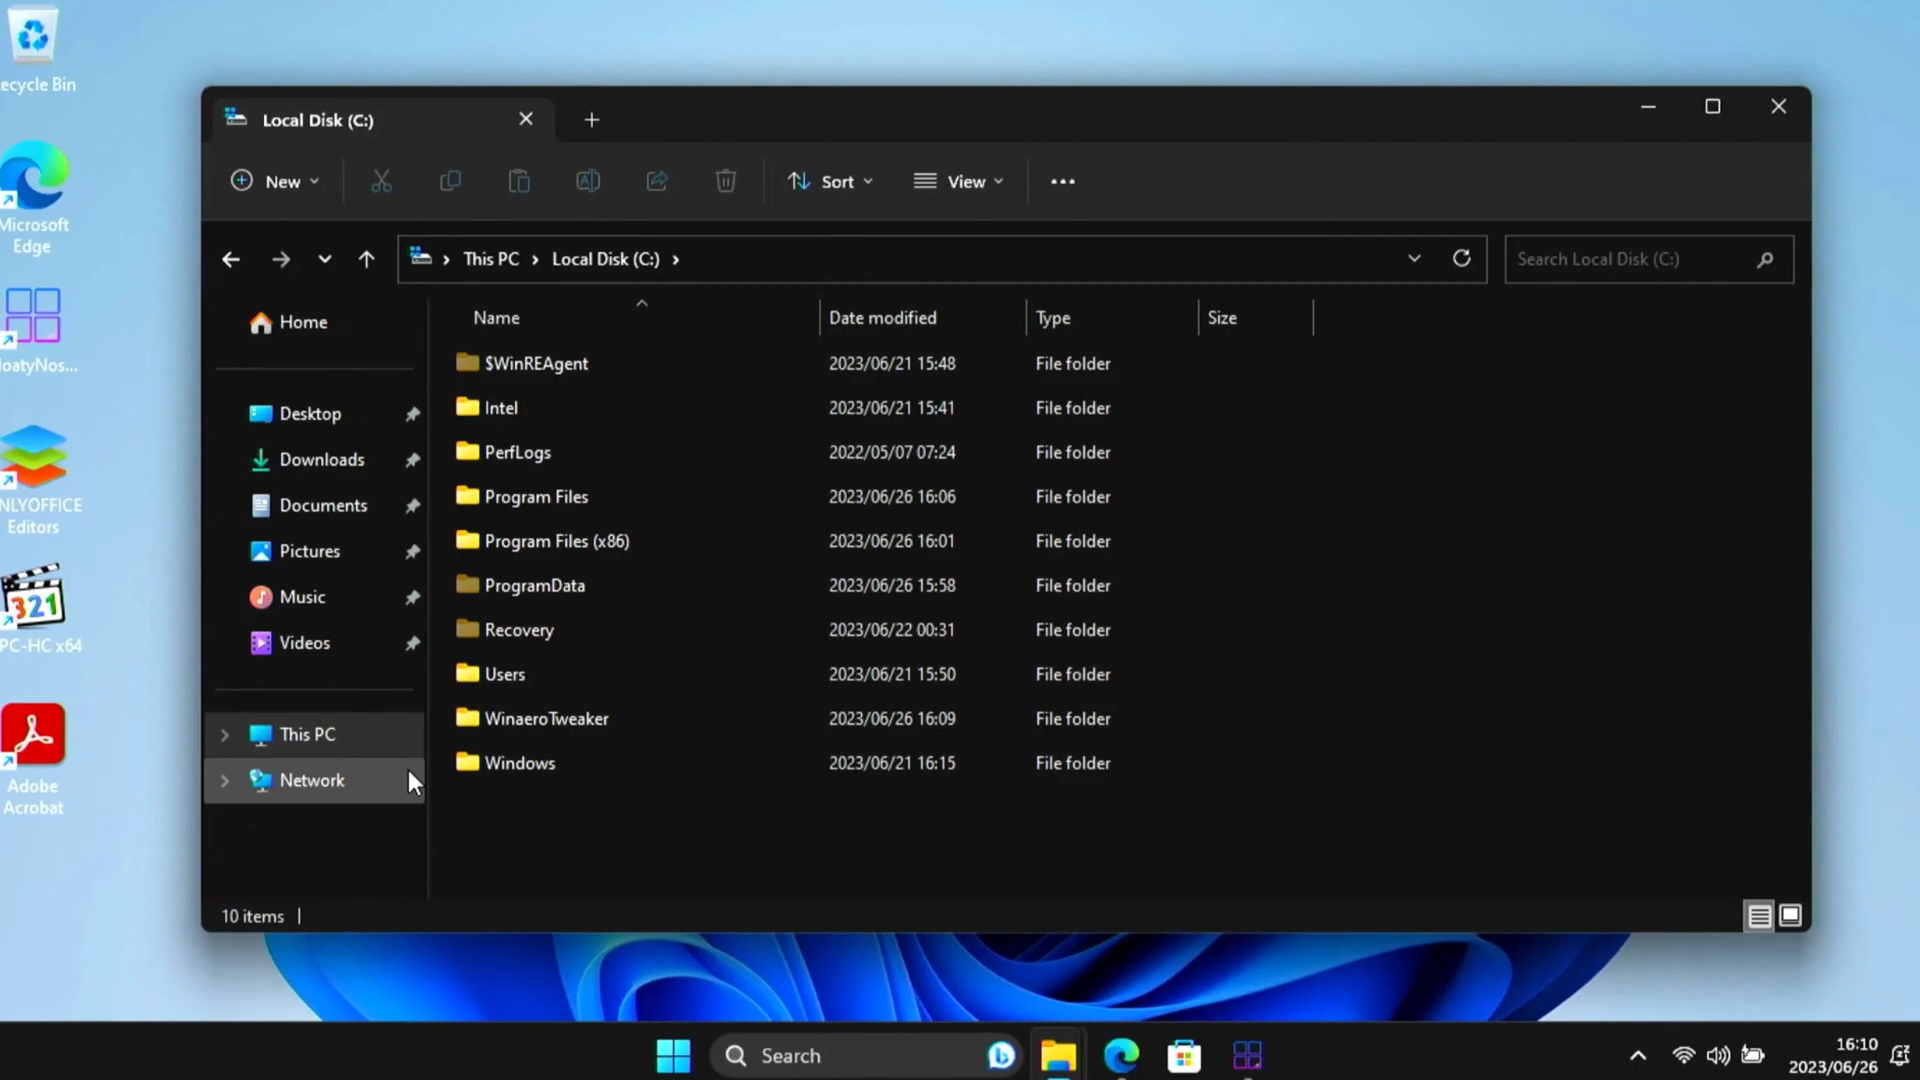 ecycle Bin
Microsoft
Edge
loatyNos...
NLYOFFICE
Editors
321
PC-HC x64
Adobe
Acrobat
Local Disk (C:)
New
Sort
View
This PC
Local Disk (C:)
Search Local Disk (C:)
Home
Desktop
Downloads
Documents
Pictures
Music
Videos
This PC
Network
Name Date modified Type Size
$WinREAgent 2023/06/21 15:48 File folder
Intel 2023/06/21 15:41 File folder
PerfLogs 2022/05/07 07:24 File folder
Program Files 2023/06/26 16:06 File folder
Program Files (x86) 2023/06/26 16:01 File folder
ProgramData 2023/06/26 15:58 File folder
Recovery 2023/06/22 00:31 File folder
Users 2023/06/21 15:50 File folder
WinaeroTweaker 2023/06/26 16:09 File folder
Windows 2023/06/21 16:15 File folder
10 items
Search
16:10
2023/06/26